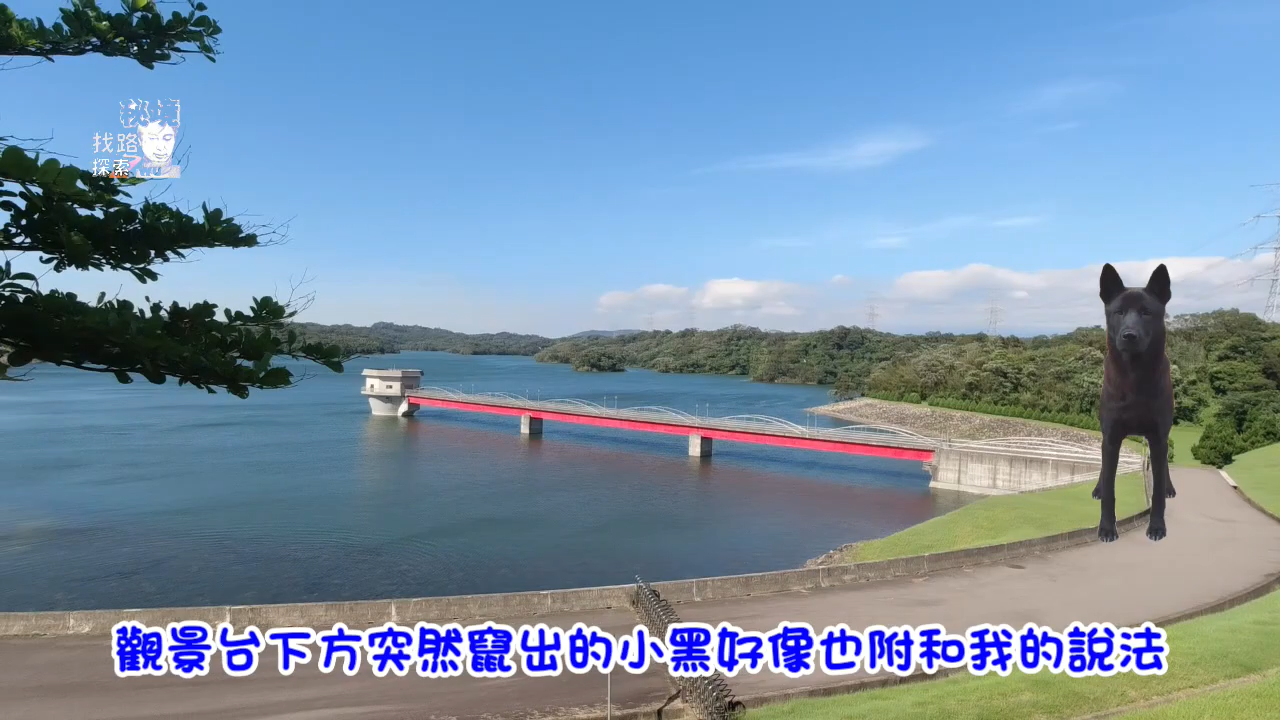 找路
探索
觀景台下方突然竄出的小黑好像也附和我的說法